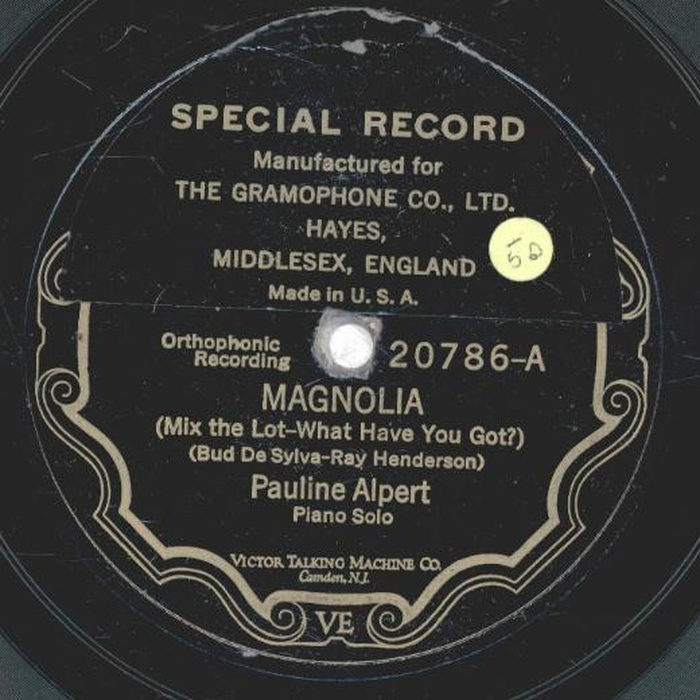 SPECIAL RECORD
Manufactured for
THE GRAMOPHONE CO., LTD.
HAYES,
MIDDLESEX, ENGLAND
Made in U. S. A.
Orthophonic
Recording
20786-A
MAGNOLIA
(Mix the Lot-What Have You Got?)
(Bud De Sylva-Ray Henderson)
Pauline Alpert
Piano Solo
VICTOR TALKING MACHINE CO.
Camden, N.J.
VE